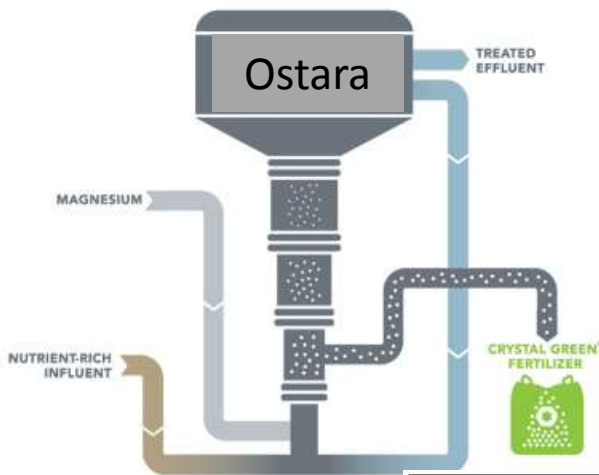 Ostara
TREATED
EFFLUENT
MAGNESIUM
NUTRIENT-RICH
INFLUENT
CRYSTAL GREEN®
FERTILIZER